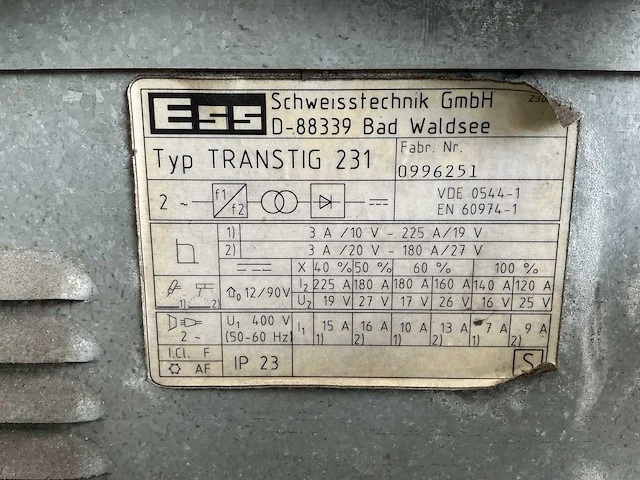 ESS Schweisstechnik GmbH
D-88339 Bad Waldsee
Typ TRANSTIG 231
Fabr. Nr.
0996251
2 ~ f1 f2
VDE 0544-1
EN 60974-1
1) 3 A /10 V - 225 A/19 V
2) 3 A /20 V - 180 A/27 V
X 40 % 50 % 60 % 100 %
1) 2) U0 12/90V I2 225 A 180 A 180 A 160 A 140 A 120 A
U2 19 V 27 V 17 V 26 V 16 V 25 V
2 ~ U1 400 V (50-60 Hz) I1 15 A 1) 16 A 2) 10 A 1) 13 A 2) 7 A 1) 9 A 2)
I.Cl. F
AF
IP 23
S